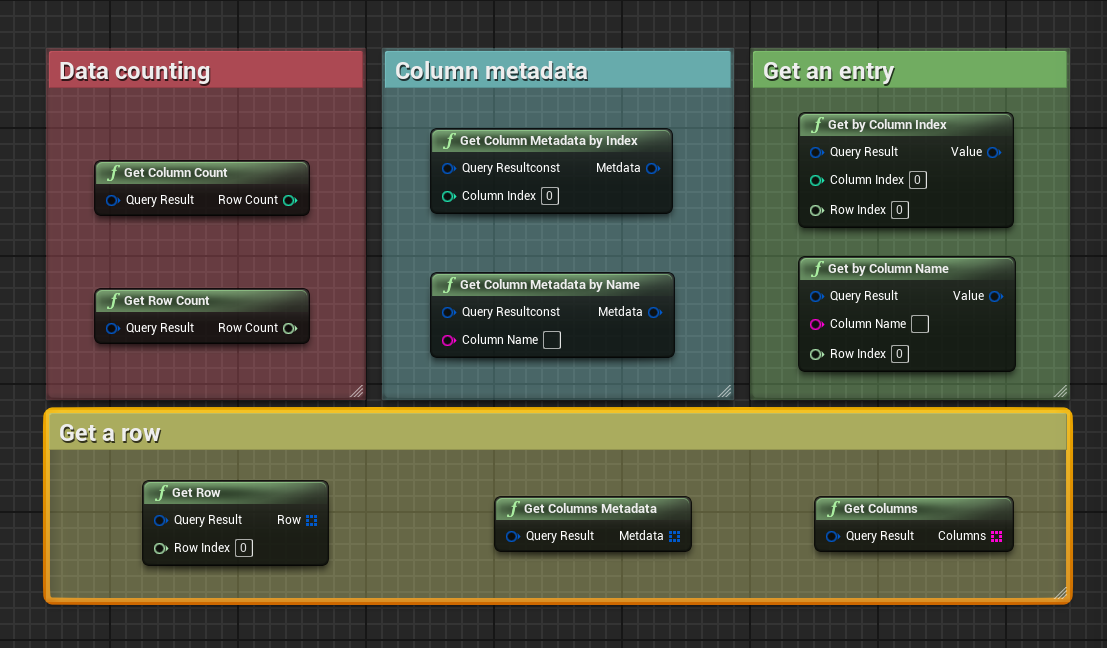 Data counting
Get Column Count
Query Result Row Count
Get Row Count
Query Result Row Count
Column metadata
Get Column Metadata by Index
Query Resultconst Metdata
Column Index 0
Get Column Metadata by Name
Query Resultconst Metdata
Column Name
Get an entry
Get by Column Index
Query Result Value
Column Index 0
Row Index 0
Get by Column Name
Query Result Value
Column Name
Row Index 0
Get a row
Get Row
Query Result Row
Row Index 0
Get Columns Metadata
Query Result Metdata
Get Columns
Query Result Columns